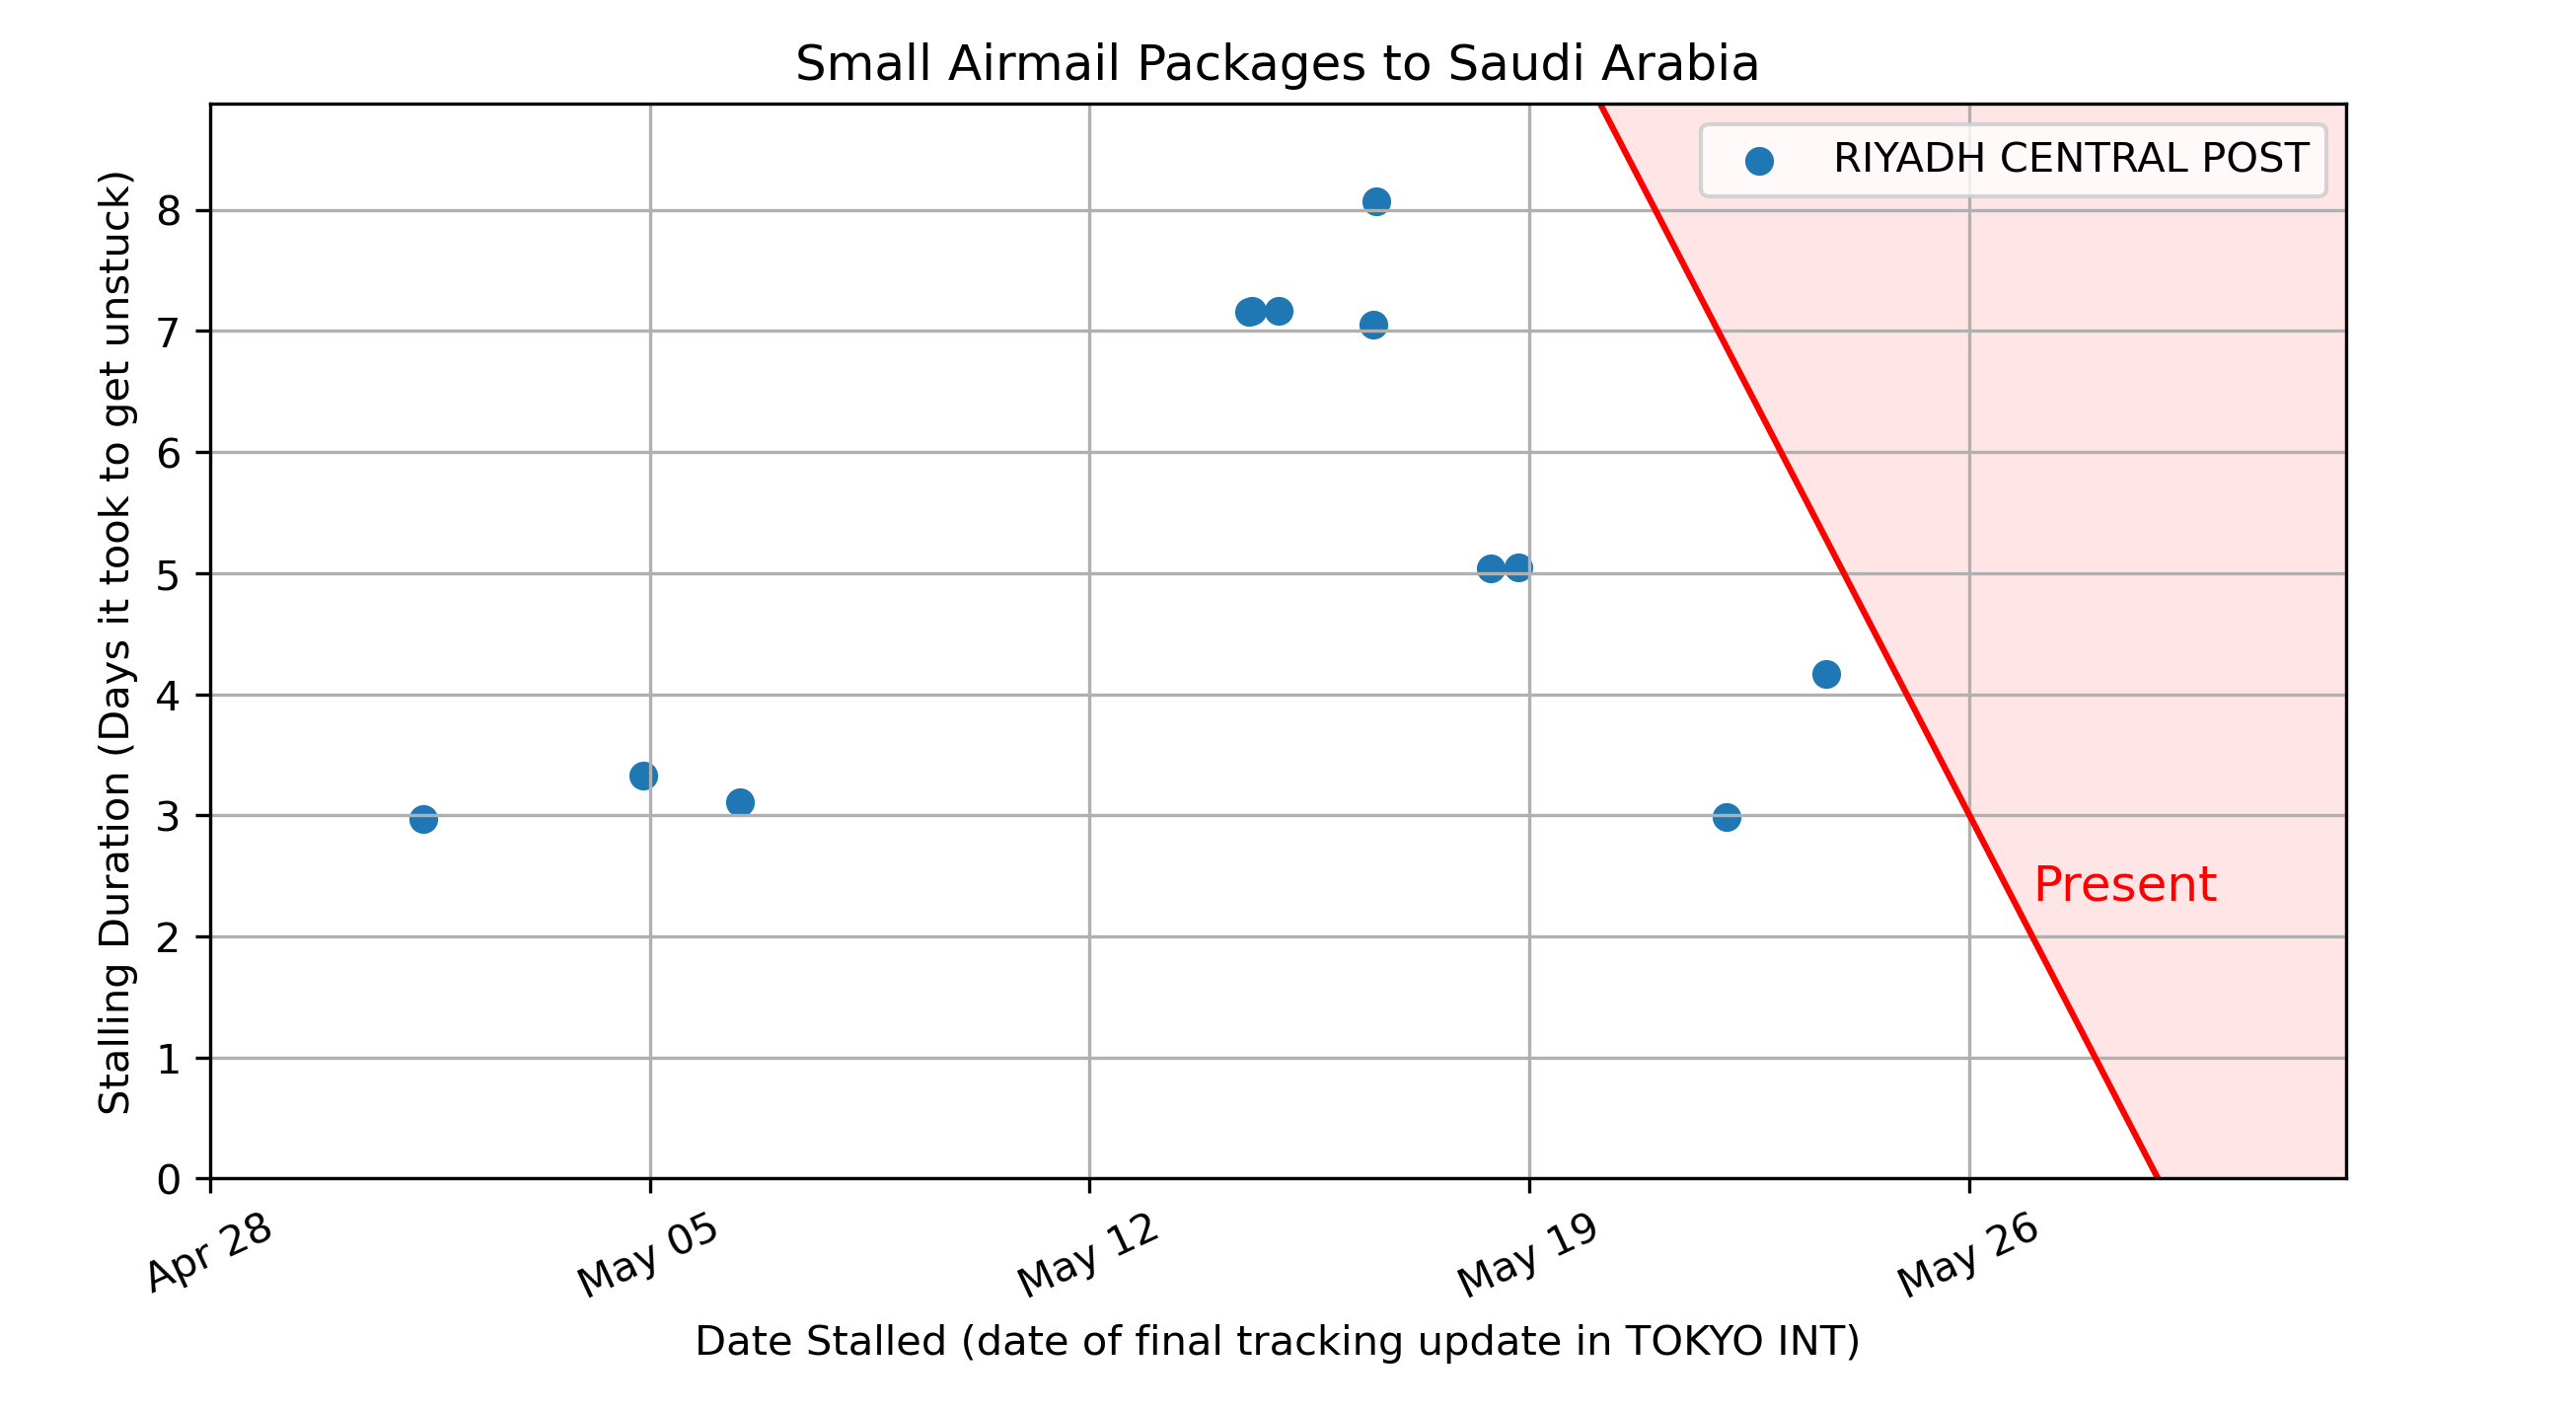 Small Airmail Packages to Saudi Arabia
RIYADH CENTRAL POST
Stalling Duration (Days it took to get unstuck)
8
7
6
5
4
3
2
1
0
Present
Apr 28
May 05
May 12
May 19
May 26
Date Stalled (date of final tracking update in TOKYO INT)